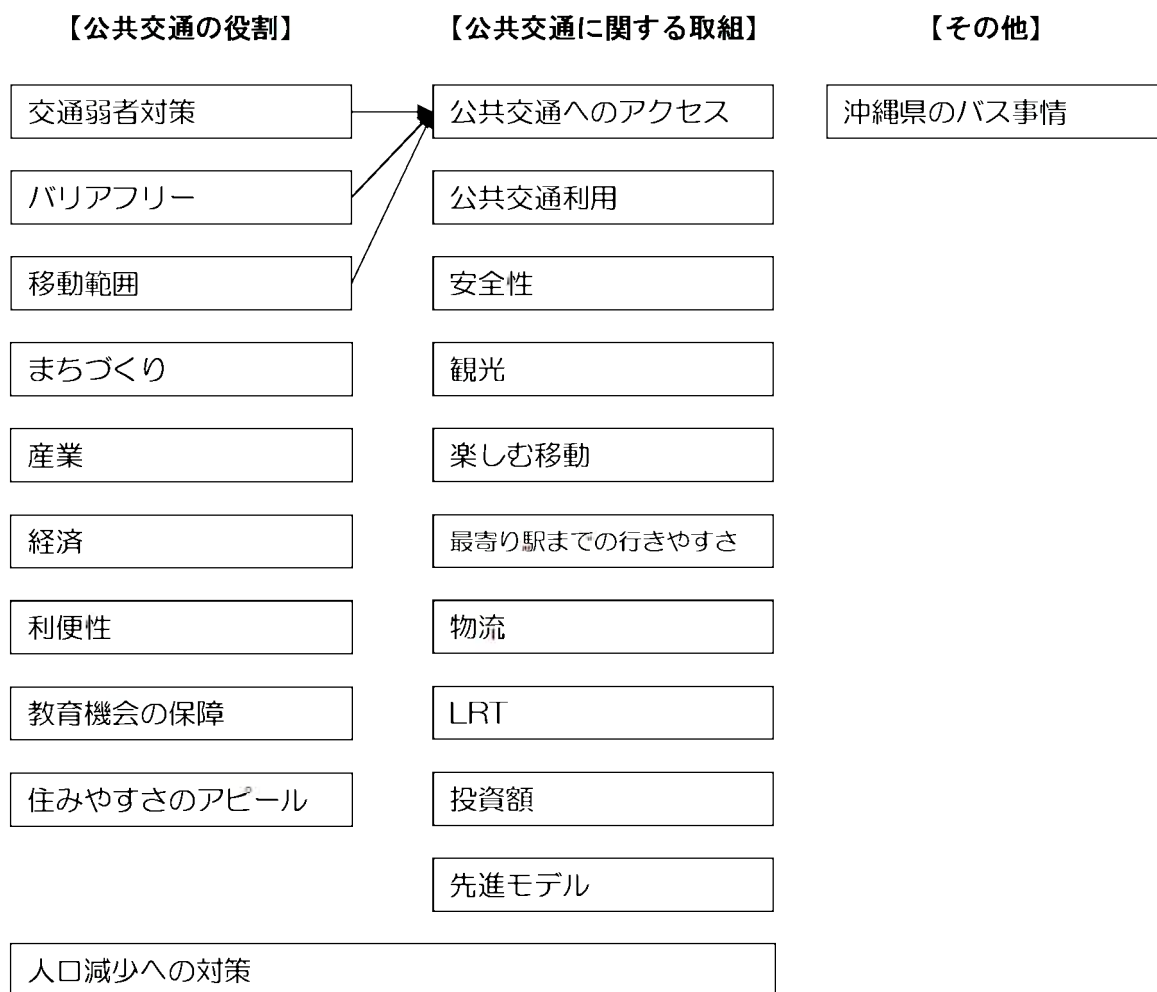 【公共交通の役割】
【公共交通に関する取組】
【その他】
交通弱者対策
公共交通へのアクセス
沖縄県のバス事情
バリアフリー
公共交通利用
移動範囲
安全性
まちづくり
観光
産業
楽しむ移動
経済
最寄り駅までの行きやすさ
利便性
物流
教育機会の保障
LRT
住みやすさのアピール
投資額
先進モデル
人口減少への対策